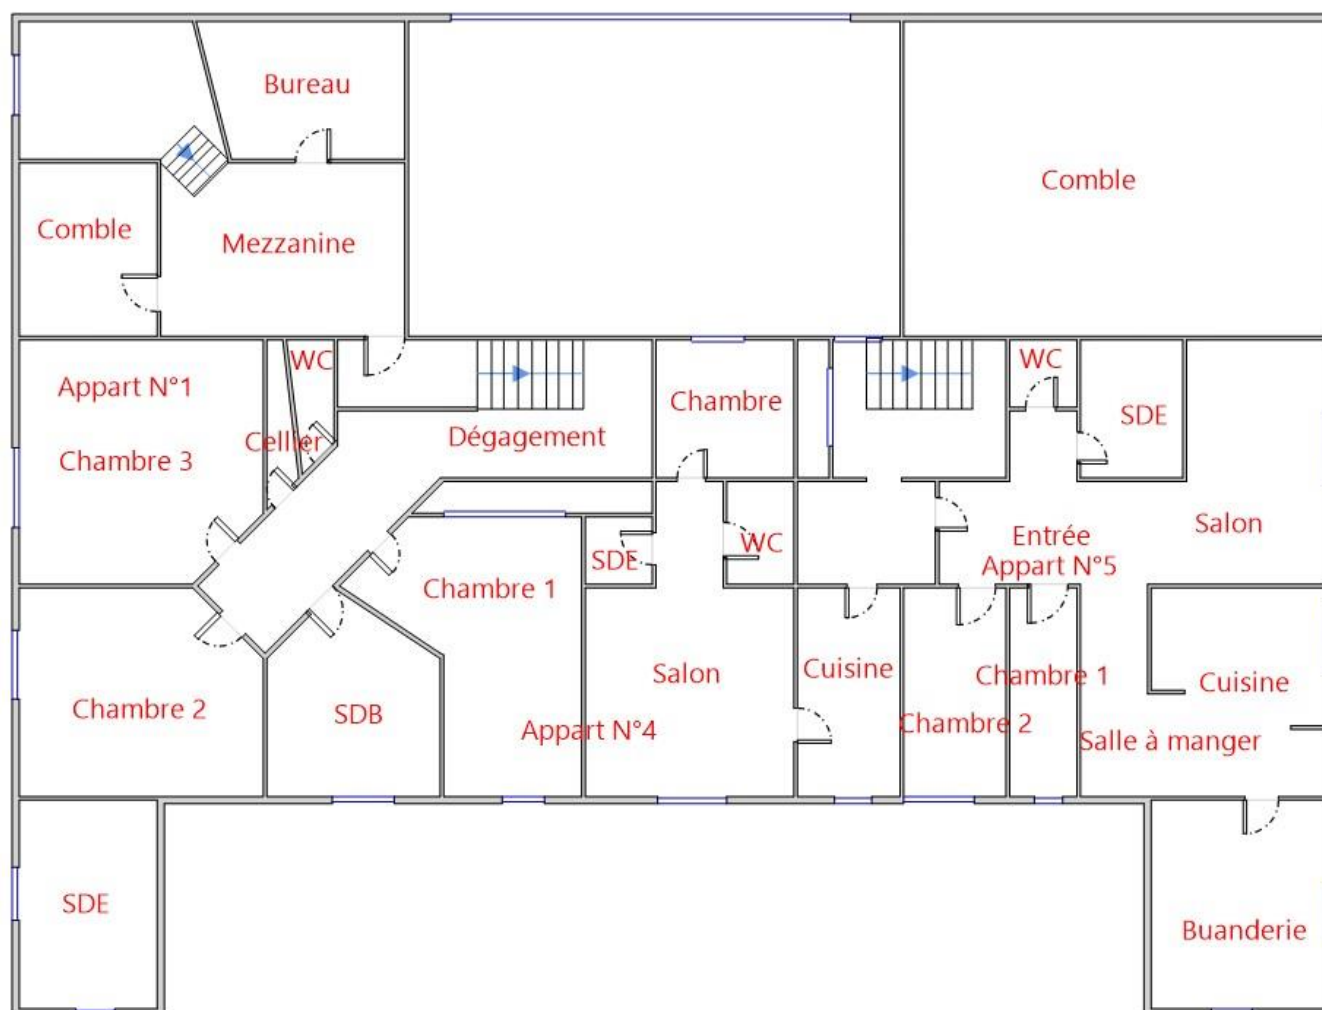 Bureau
Comble
Comble
Mezzanine
WC
WC
Appart N°1
Chambre
SDE
Cellier
Dégagement
Chambre 3
Salon
Entrée
WC
SDE
Appart N°5
Chambre 1
Salon
Cuisine
Chambre 1
Cuisine
Chambre 2
SDB
Appart N°4
Chambre 2
Salle à manger
SDE
Buanderie